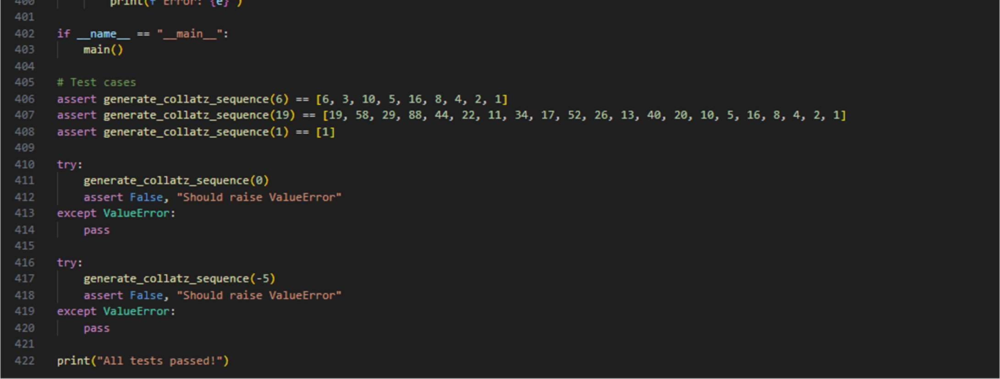 400 print(f"Error: {e}")
401
402 if __name__ == "__main__":
403     main()
404
405 # Test cases
406 assert generate_collatz_sequence(6) == [6, 3, 10, 5, 16, 8, 4, 2, 1]
407 assert generate_collatz_sequence(19) == [19, 58, 29, 88, 44, 22, 11, 34, 17, 52, 26, 13, 40, 20, 10, 5, 16, 8, 4, 2, 1]
408 assert generate_collatz_sequence(1) == [1]
409
410 try:
411     generate_collatz_sequence(0)
412     assert False, "Should raise ValueError"
413 except ValueError:
414     pass
415
416 try:
417     generate_collatz_sequence(-5)
418     assert False, "Should raise ValueError"
419 except ValueError:
420     pass
421
422 print("All tests passed!")